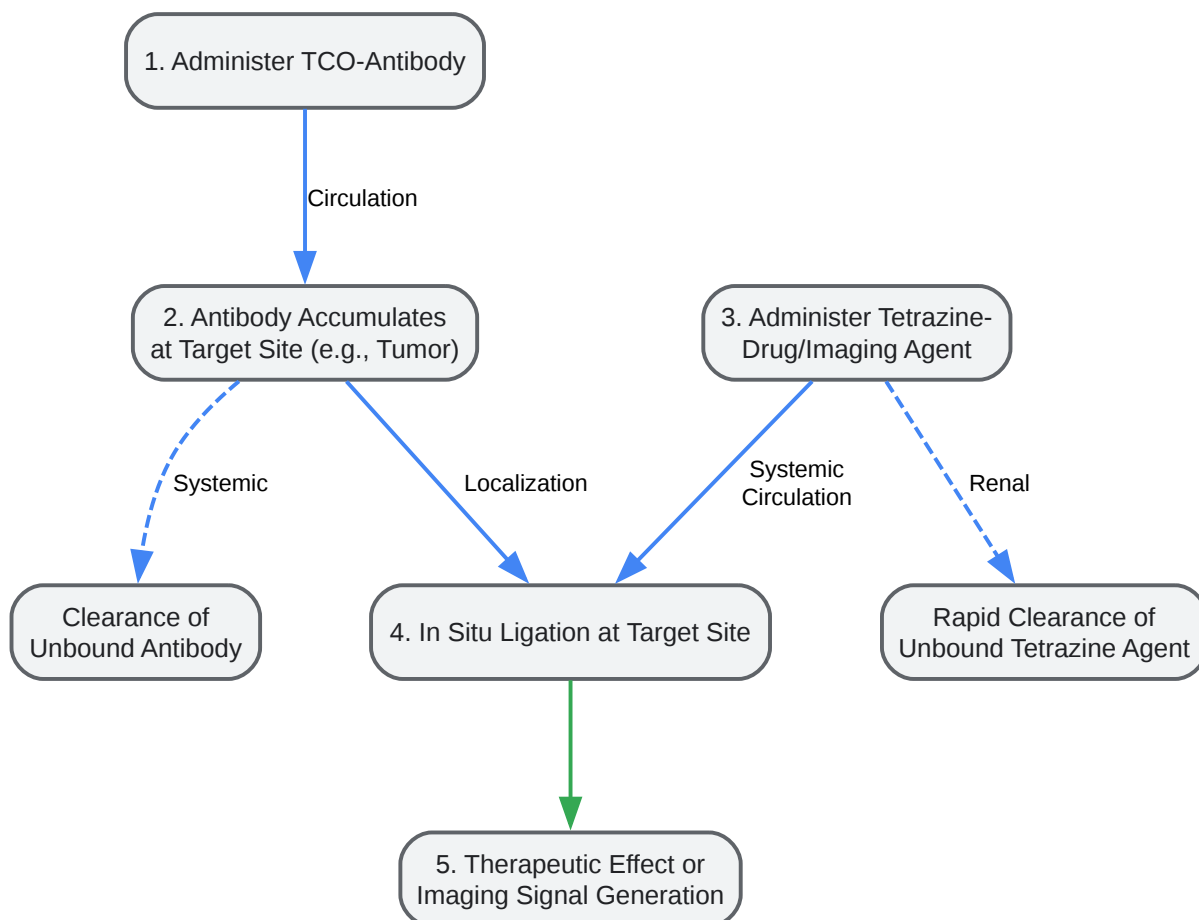 1. Administer TCO-Antibody
Circulation
2. Antibody Accumulates
at Target Site (e.g., Tumor)
3. Administer Tetrazine-
Drug/Imaging Agent
Systemic
Localization
Systemic
Circulation
Renal
Clearance of
Unbound Antibody
4. In Situ Ligation at Target Site
Rapid Clearance of
Unbound Tetrazine Agent
5. Therapeutic Effect or
Imaging Signal Generation